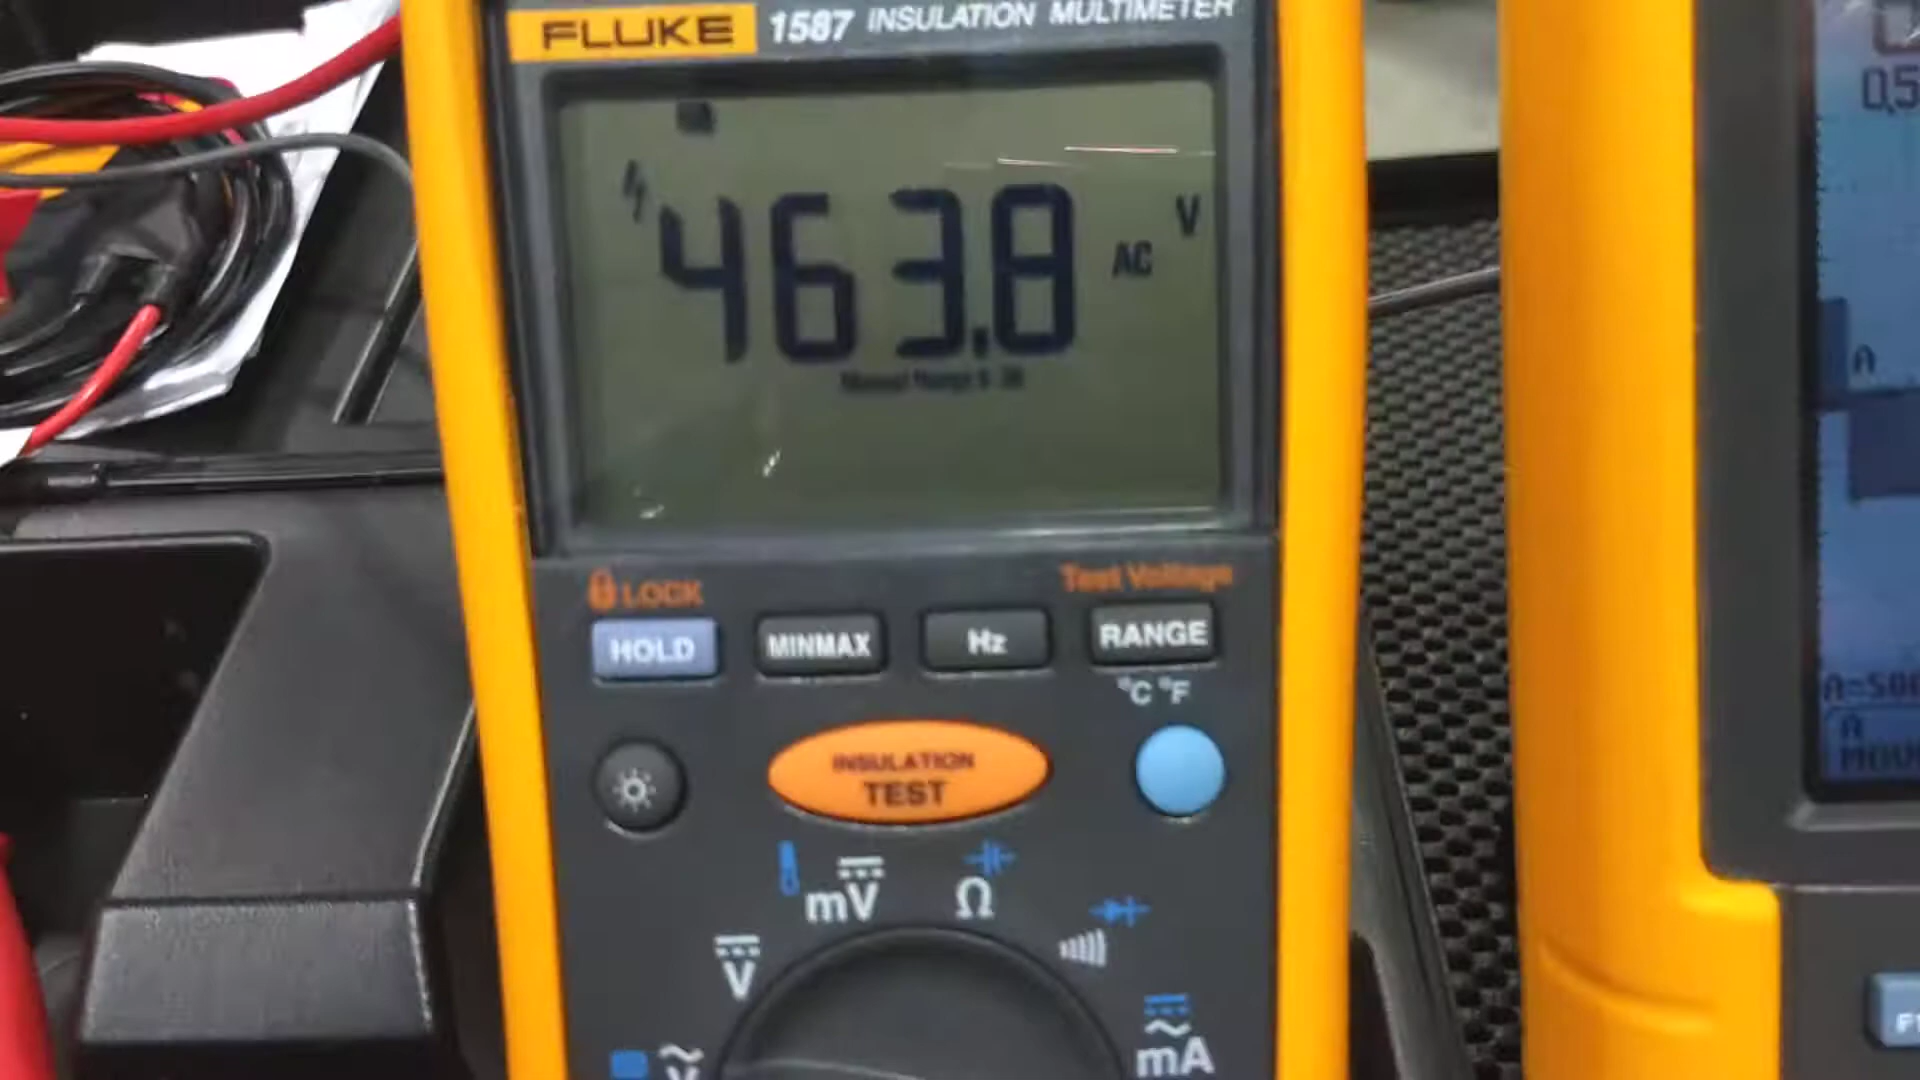 FLUKE 1587 INSULATION MULTIMETER
463.8 AC V
LOCK
Test Voltage
HOLD MINMAX Hz RANGE
°C °F
INSULATION
TEST
mV Ω
V
V mA
0,5
A
A